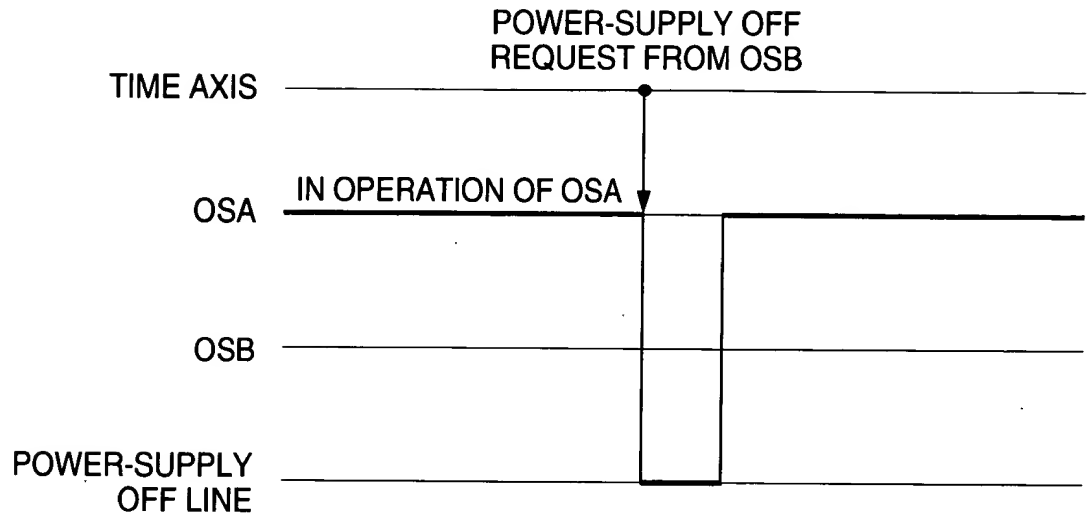 POWER-SUPPLY OFF
REQUEST FROM OSB
TIME AXIS
IN OPERATION OF OSA
OSA
OSB
POWER-SUPPLY
OFF LINE